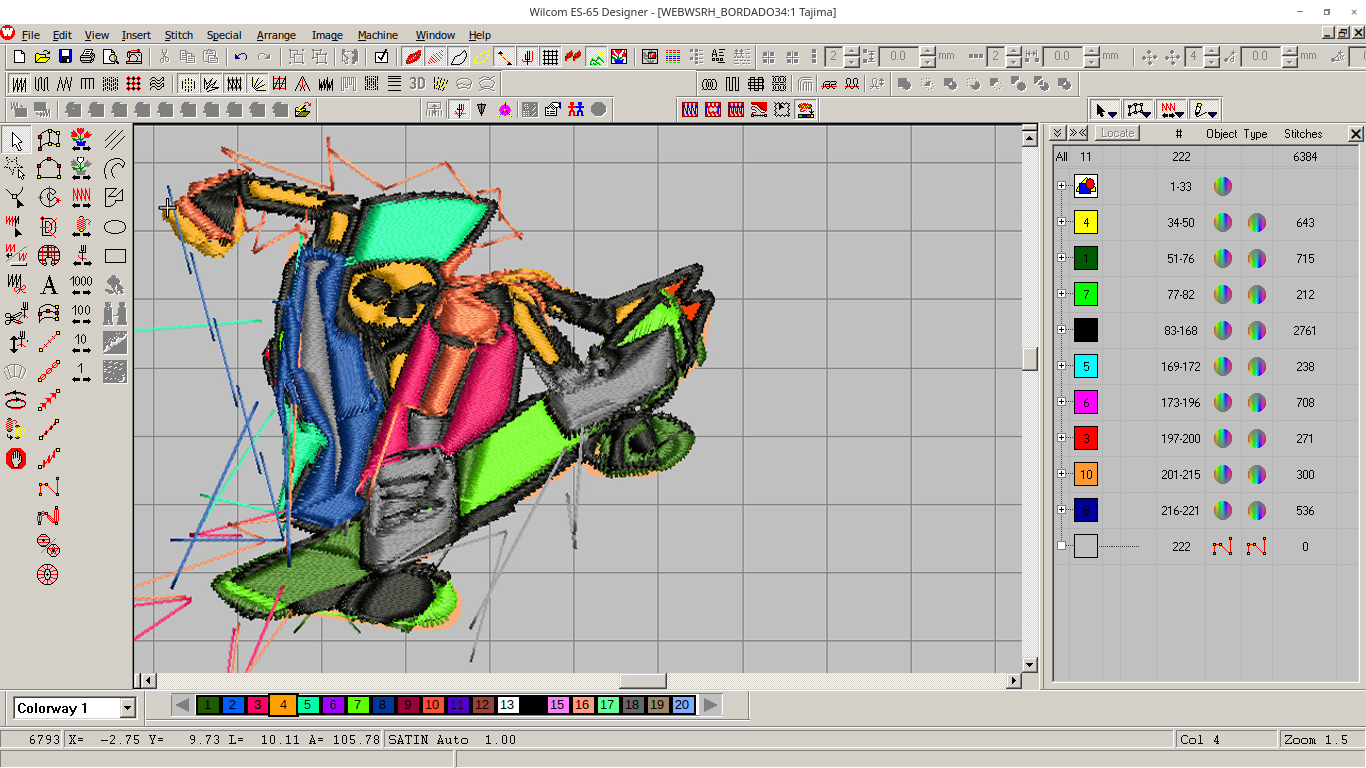 Wilcom ES-65 Designer - [WEBWSRH_BORDADO34:1 Tajima]
File Edit View Insert Stitch Special Arrange Image Machine Window Help
2 0.0 mm 2 0.0 mm 4 0.0 mm
3D
Locate # Object Type Stitches
All 11 222 6384
1-33
4 34-50 643
1 51-76 715
7 77-82 212
83-168 2761
5 169-172 238
6 173-196 708
3 197-200 271
10 201-215 300
8 216-221 536
222 0
A 1000
100
10
1
Colorway 1
1 2 3 4 5 6 7 8 9 10 11 12 13 15 16 17 18 19 20
6793 X= -2.75 Y= 9.73 L= 10.11 A= 105.78 SATIN Auto 1.00 Col 4 Zoom 1.5